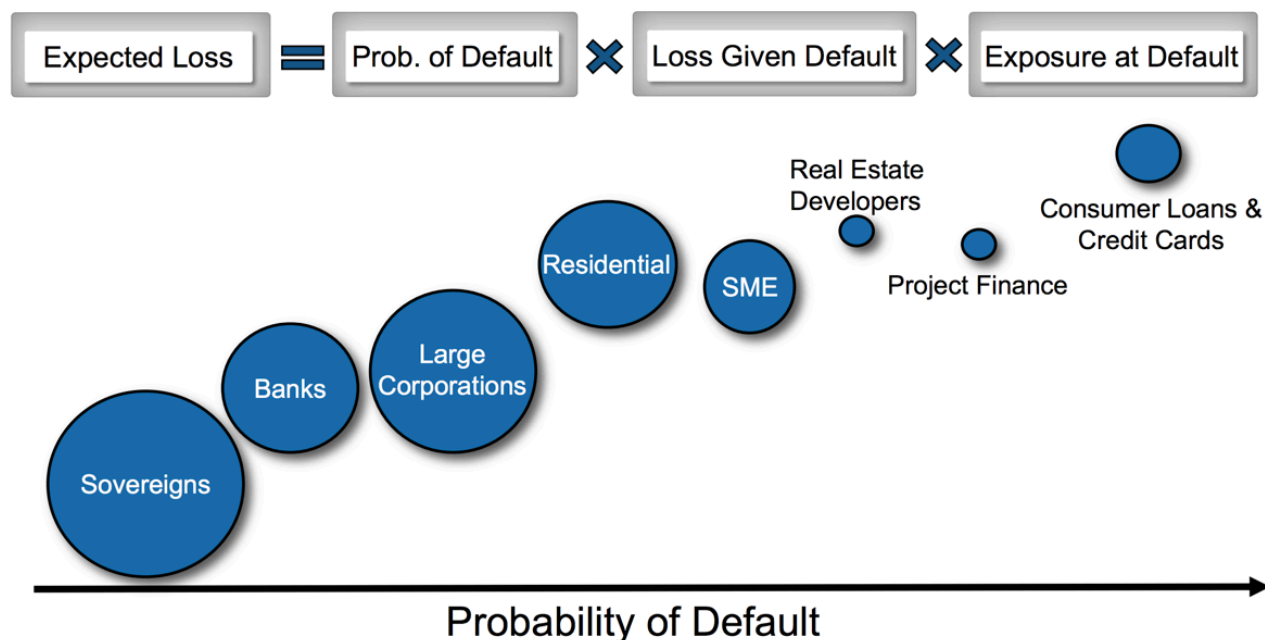 Expected Loss = Prob. of Default × Loss Given Default × Exposure at Default
Real Estate
Developers
Consumer Loans &
Credit Cards
Residential
SME
Project Finance
Large
Corporations
Banks
Sovereigns
Probability of Default